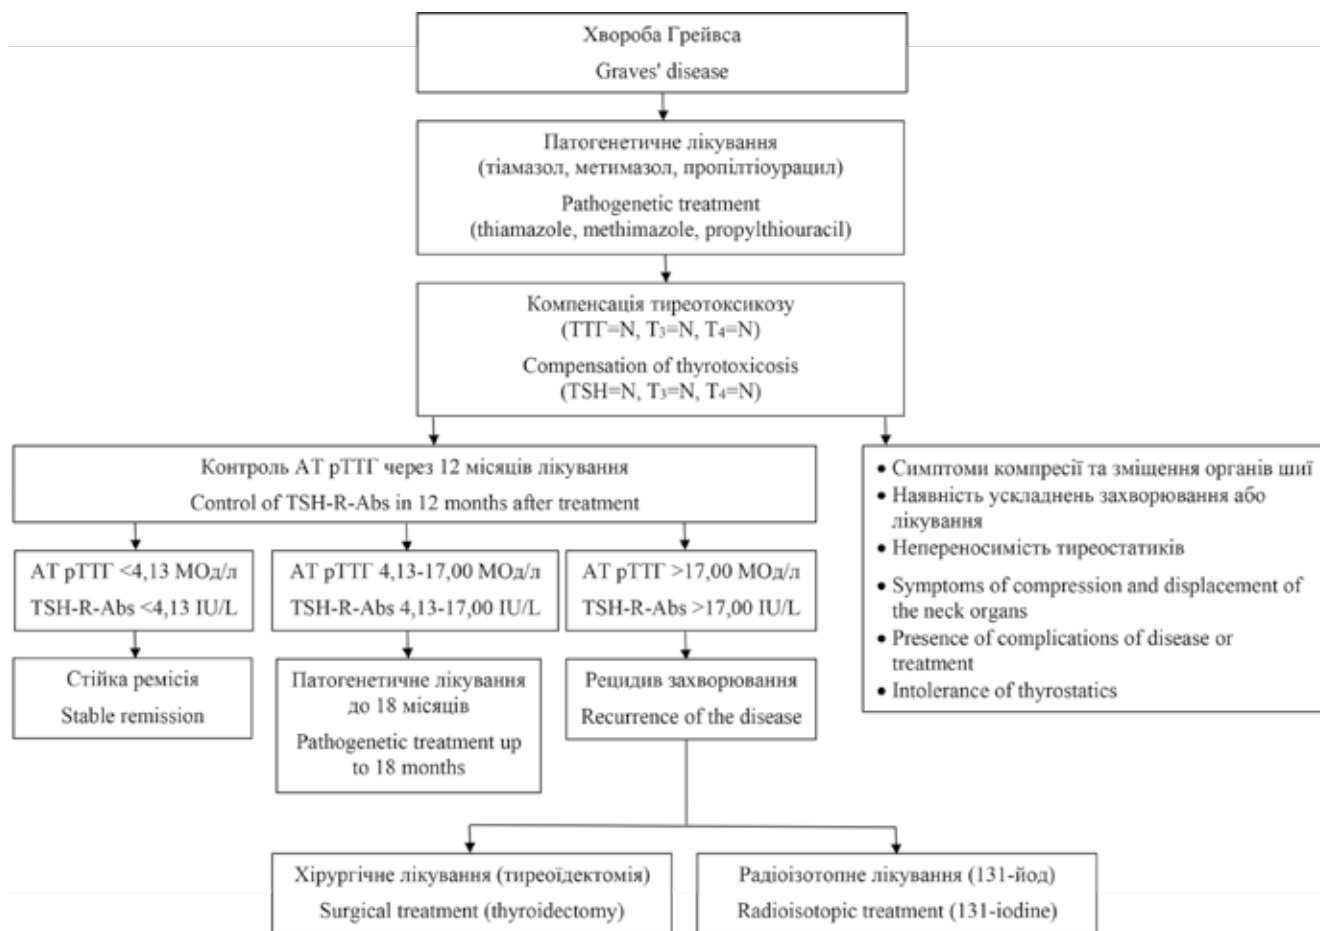 Хвороба Грейвса
Graves' disease
Патогенетичне лікування
(тіамазол, метимазол, пропілтіоурацил)
Pathogenetic treatment
(thiamazole, methimazole, propylthiouracil)
Компенсація тиреотоксикозу
(ТТГ=N, Т3=N, Т4=N)
Compensation of thyrotoxicosis
(TSH=N, T3=N, T4=N)
Контроль АТ рТТГ через 12 місяців лікування
Control of TSH-R-Abs in 12 months after treatment
АТ рТТГ <4,13 МОд/л
TSH-R-Abs <4,13 IU/L
АТ рТТГ 4,13-17,00 МОд/л
TSH-R-Abs 4,13-17,00 IU/L
АТ рТТГ >17,00 МОд/л
TSH-R-Abs >17,00 IU/L
Стійка ремісія
Stable remission
Патогенетичне лікування
до 18 місяців
Pathogenetic treatment up
to 18 months
Рецидив захворювання
Recurrence of the disease
• Симптоми компресії та зміщення органів шиї
• Наявність ускладнень захворювання або
лікування
• Непереносимість тиреостатиків
• Symptoms of compression and displacement of
the neck organs
• Presence of complications of disease or
treatment
• Intolerance of thyrostatics
Хірургічне лікування (тиреоїдектомія)
Surgical treatment (thyroidectomy)
Радіоізотопне лікування (131-йод)
Radioisotopic treatment (131-iodine)